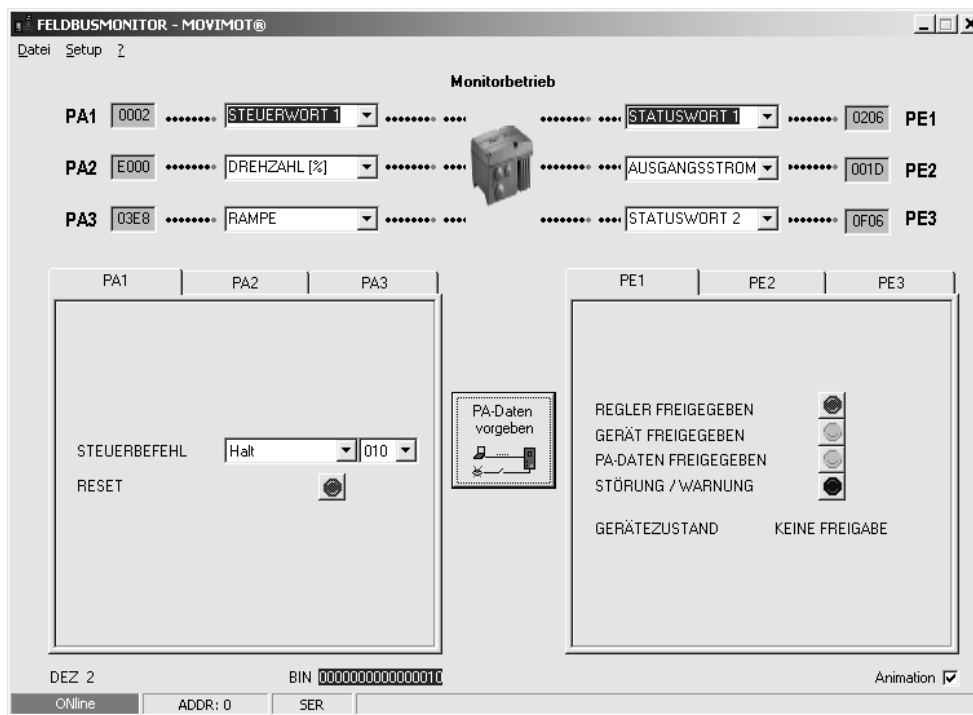 FELDBUSMONITOR - MOVIMOT®
Datei Setup ?
Monitorbetrieb
PA1 0002 STEUERWORT 1 STATUSWORT 1 0206 PE1
PA2 E000 DREHZAHL [%] AUSGANGSSTROM 001D PE2
PA3 03E8 RAMPE STATUSWORT 2 0F06 PE3
PA1 PA2 PA3 PE1 PE2 PE3
PA-Daten
vorgeben
STEUERBEFEHL Halt 010
RESET
REGLER FREIGEGEBEN
GERÄT FREIGEGEBEN
PA-DATEN FREIGEGEBEN
STÖRUNG / WARNUNG
GERÄTEZUSTAND KEINE FREIGABE
DEZ 2 BIN 0000000000000010 Animation
ONline ADDR: 0 SER